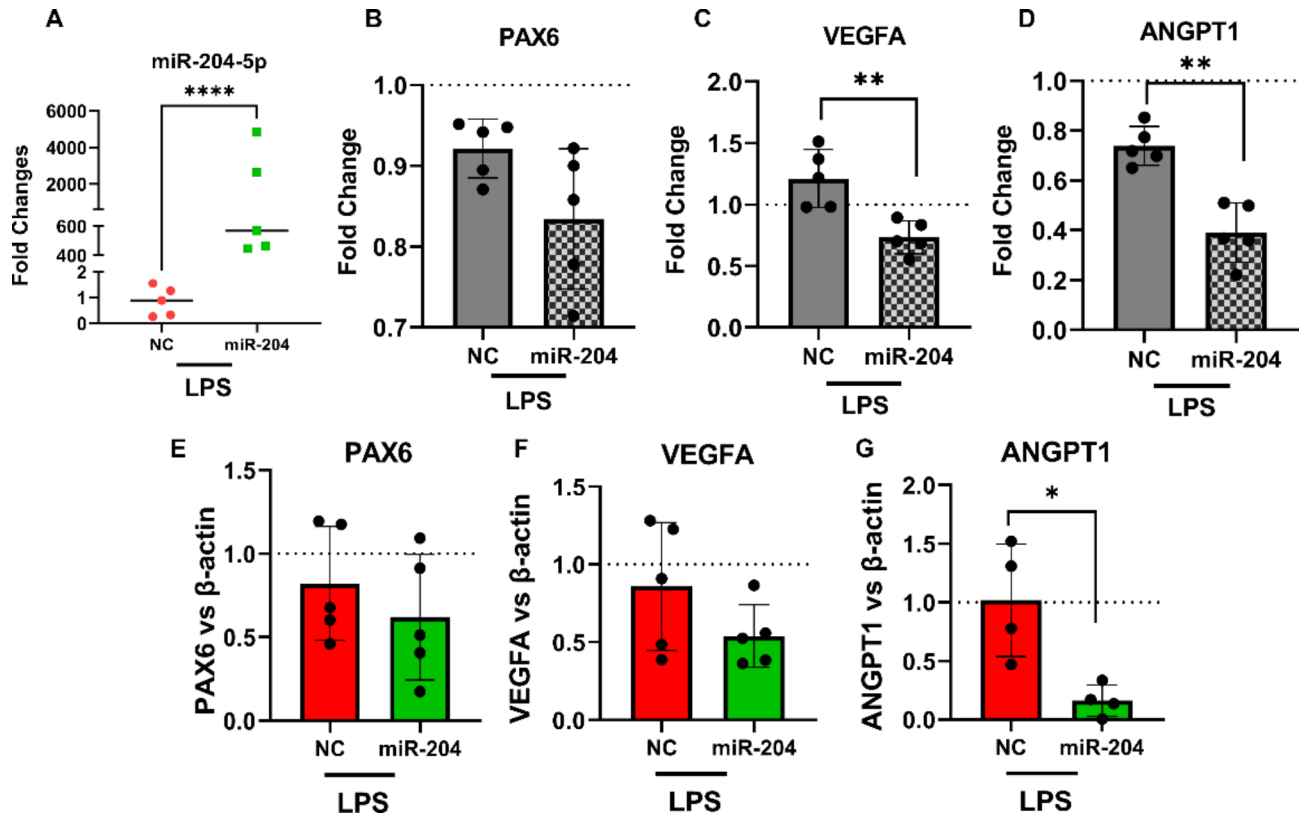 A
miR-204-5p
****
Fold Changes
6000
4000
2000
600
400
2
1
0
NC
miR-204
LPS
B
PAX6
Fold Change
1.0
0.9
0.8
0.7
NC
miR-204
LPS
C
VEGFA
**
Fold Change
2.0
1.5
1.0
0.5
0.0
NC
miR-204
LPS
D
ANGPT1
**
Fold Change
1.0
0.8
0.6
0.4
0.2
0.0
NC
miR-204
LPS
E
PAX6
PAX6 vs β-actin
1.5
1.0
0.5
0.0
NC
miR-204
LPS
F
VEGFA
VEGFA vs β-actin
1.5
1.0
0.5
0.0
NC
miR-204
LPS
G
ANGPT1
*
ANGPT1 vs β-actin
2.0
1.5
1.0
0.5
0.0
NC
miR-204
LPS